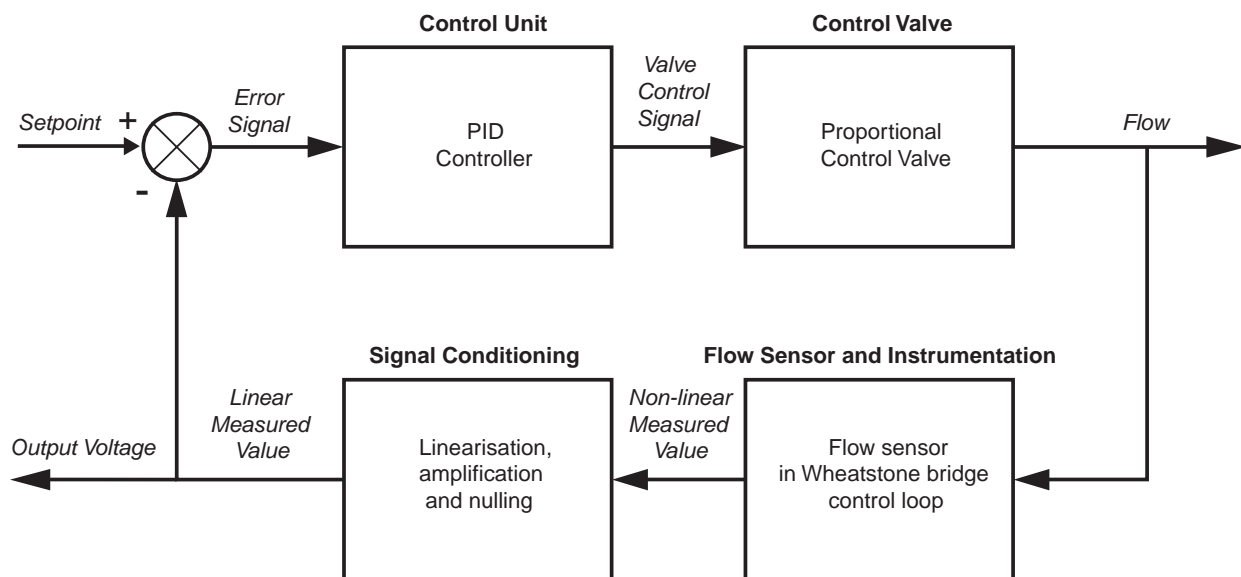 Control Unit
Control Valve
Setpoint
+
-
Error
Signal
PID
Controller
Valve
Control
Signal
Proportional
Control Valve
Flow
Signal Conditioning
Flow Sensor and Instrumentation
Output Voltage
Linear
Measured
Value
Linearisation,
amplification
and nulling
Non-linear
Measured
Value
Flow sensor
in Wheatstone bridge
control loop